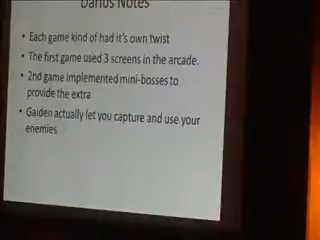 Darius Notes
• Each game kind of had it's own twist
• The first game used 3 screens in the arcade.
• 2nd game implemented mini-bosses to
provide the extra
• Gaiden actually let you capture and use your
enemies